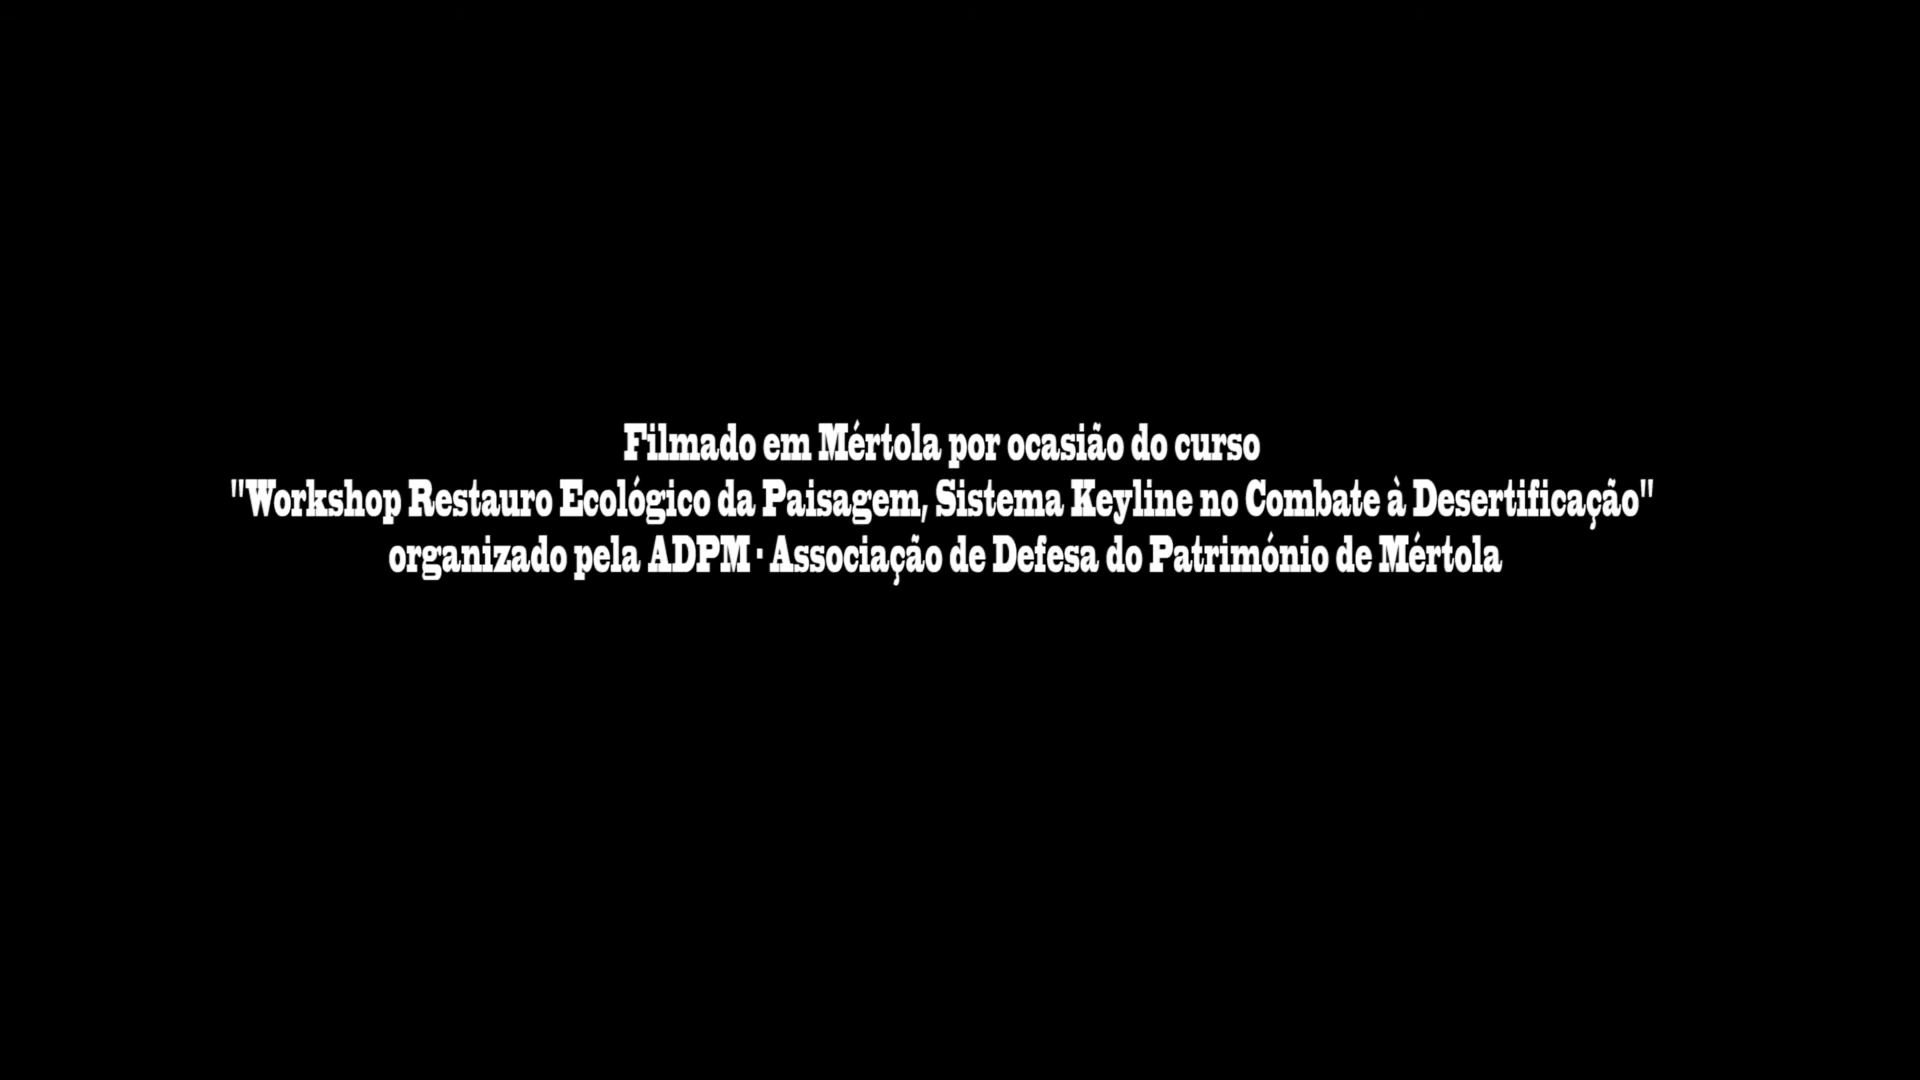 Filmado em Mértola por ocasião do curso
"Workshop Restauro Ecológico da Paisagem, Sistema Keyline no Combate à Desertificação"
organizado pela ADPM · Associação de Defesa do Património de Mértola